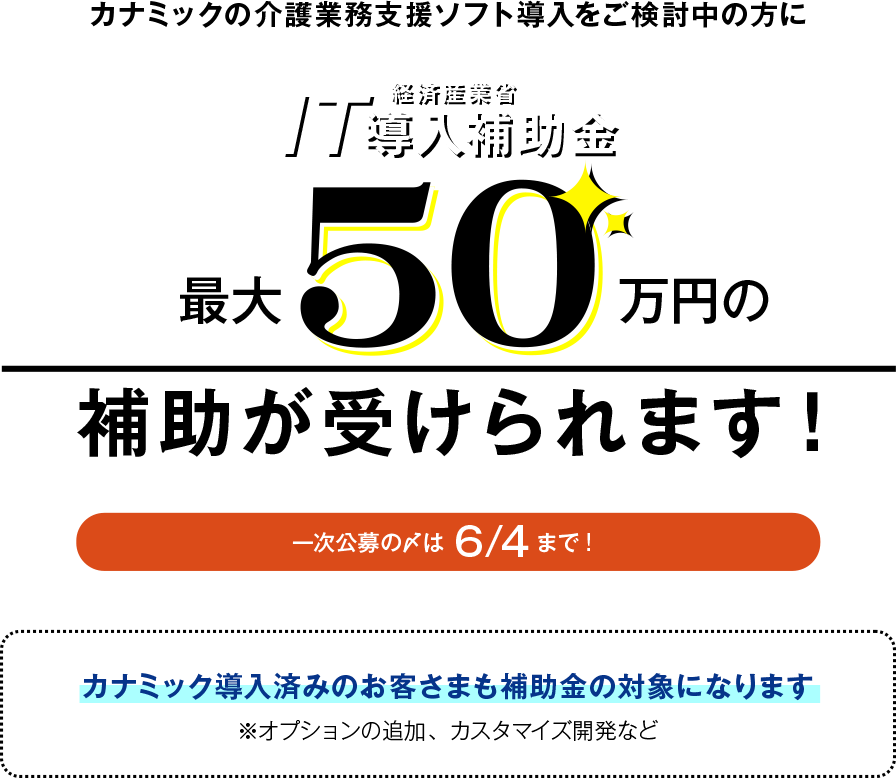 カナミックの介護業務支援ソフト導入をご検討中の方に
経済産業省
IT導入補助金
最大50万円の
補助が受けられます！
一次公募の〆は 6/4 まで！
カナミック導入済みのお客さまも補助金の対象になります
※オプションの追加、カスタマイズ開発など